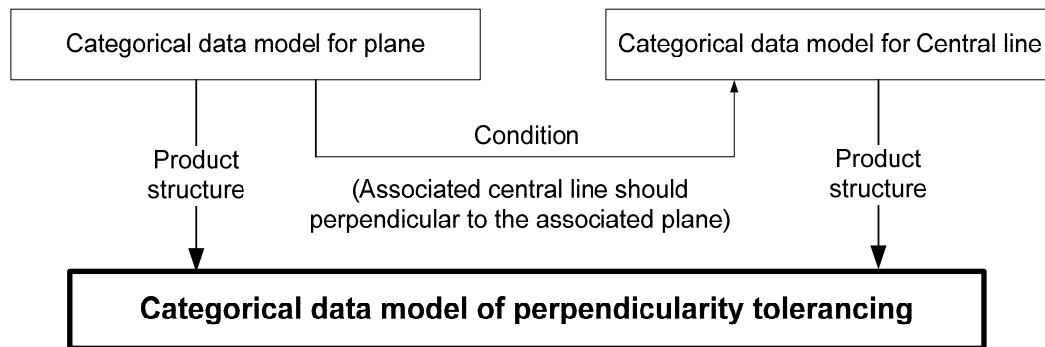 Categorical data model for plane
Categorical data model for Central line
Condition
Product
structure
Product
structure
(Associated central line should
perpendicular to the associated plane)
Categorical data model of perpendicularity tolerancing